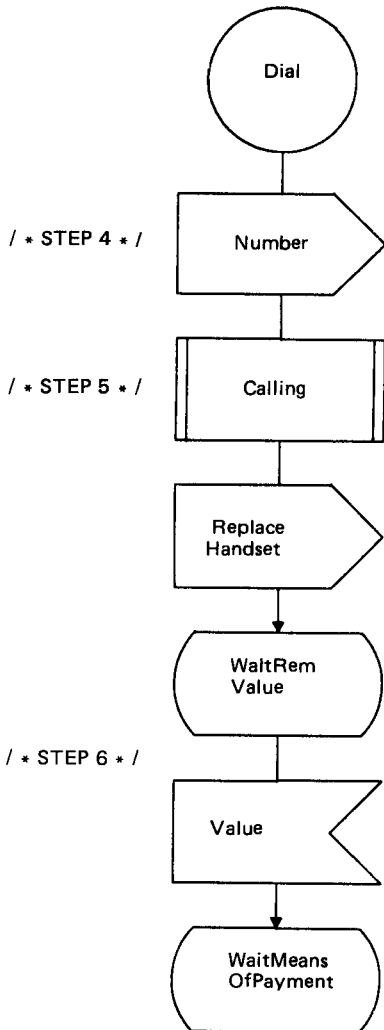 Dial
/ * STEP 4 * /
Number
/ * STEP 5 * /
Calling
Replace
Handset
WaitRem
Value
/ * STEP 6 * /
Value
WaitMeans
OfPayment